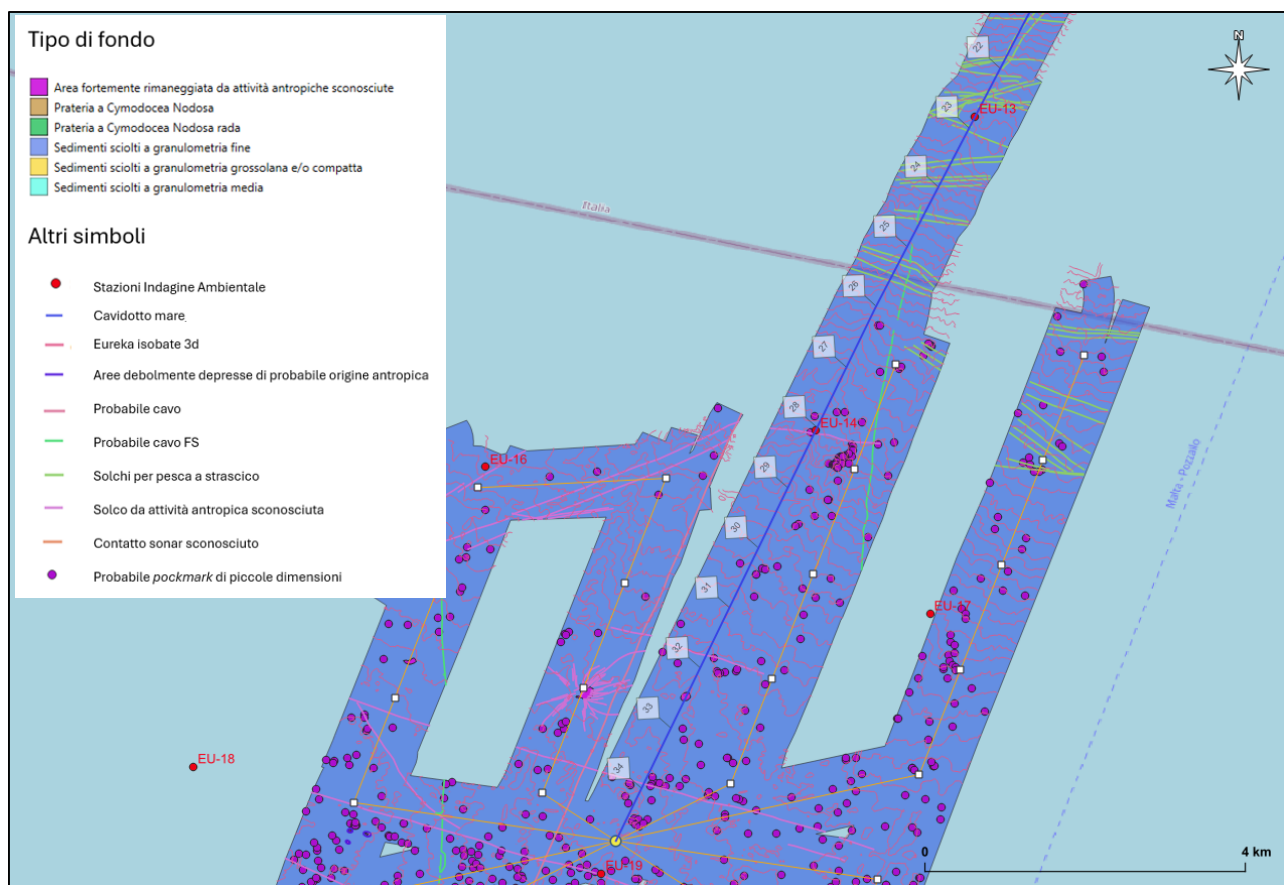 Tipo di fondo
Area fortemente rimaneggiata da attività antropiche sconosciute
Prateria a Cymodocea Nodosa
Prateria a Cymodocea Nodosa rada
Sedimenti sciolti a granulometria fine
Sedimenti sciolti a granulometria grossolana e/o compatta
Sedimenti sciolti a granulometria media
Altri simboli
Stazioni Indagine Ambientale
Cavidotto mare
Eureka isobate 3d
Aree debolmente depresse di probabile origine antropica
Probabile cavo
Probabile cavo FS
Solchi per pesca a strascico
Solco da attività antropica sconosciuta
Contatto sonar sconosciuto
Probabile pockmark di piccole dimensioni
N
22
23
EU-13
24
Italia
25
26
27
28
EU-14
EU-16
29
Malta - Pozzallo
30
31
EU-17
32
33
EU-18
34
EU-19
0
4 km